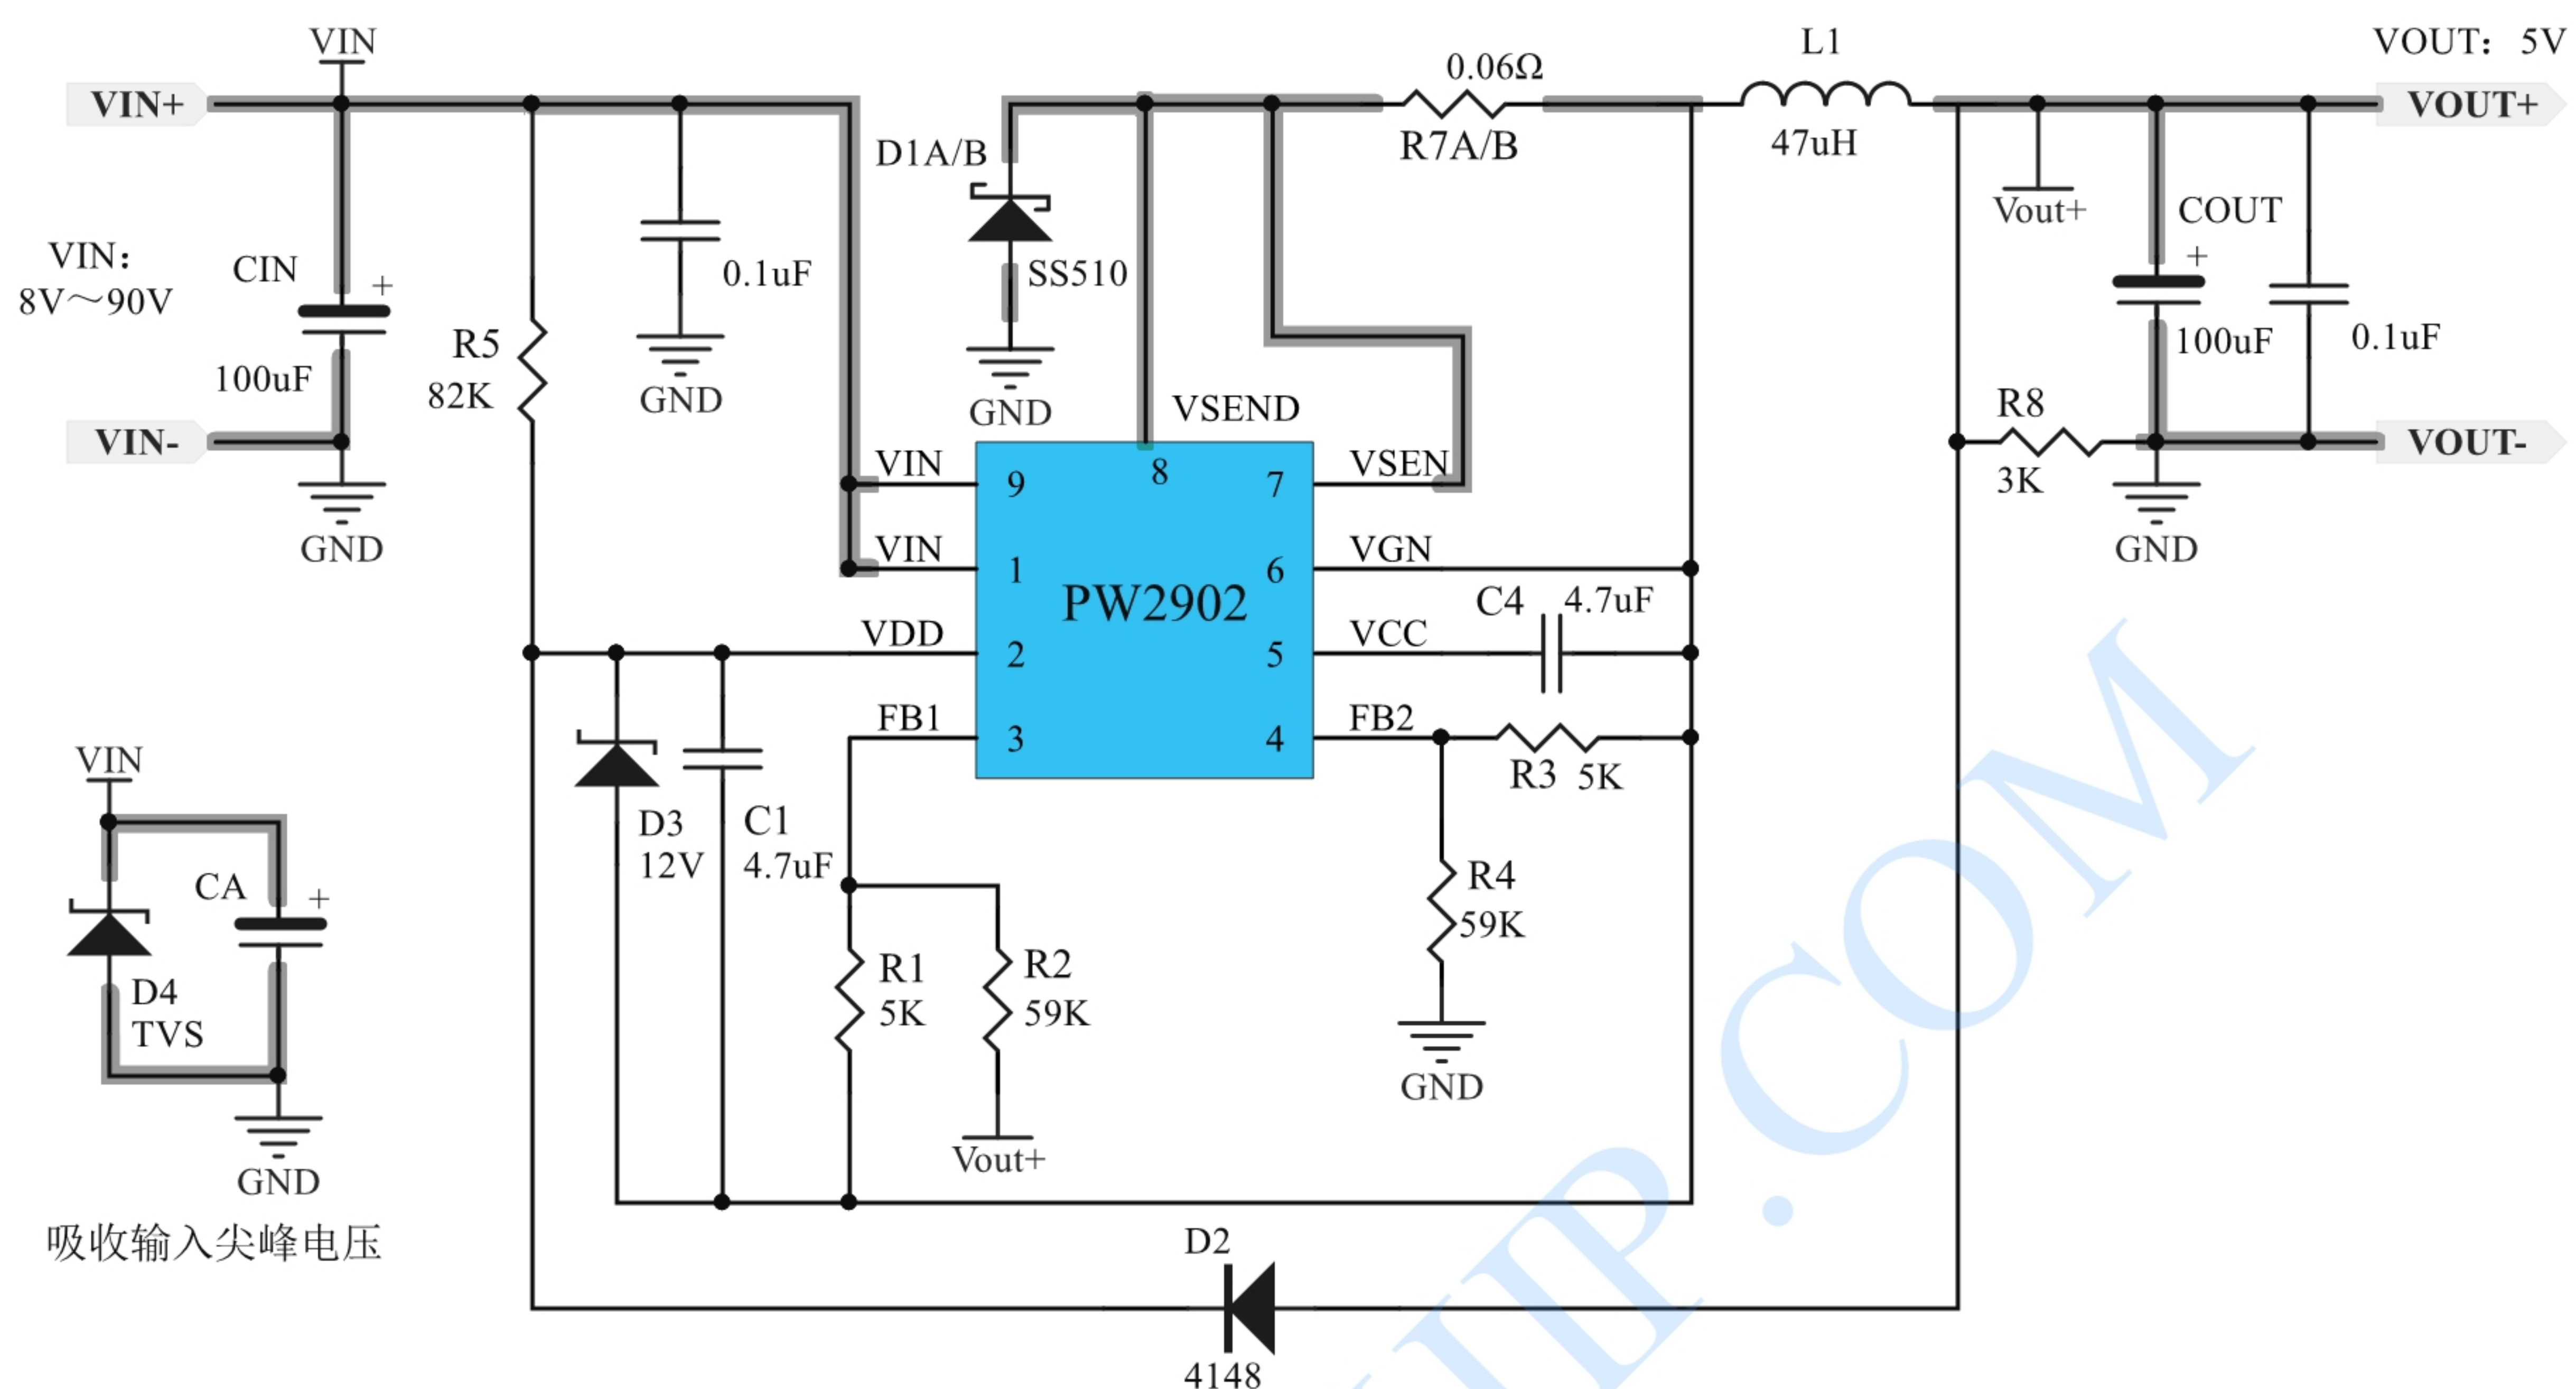 VIN
VIN+
VIN：
8V～90V
CIN
+
100uF
VIN-
GND
R5
82K
0.1uF
GND
D1A/B
SS510
GND
0.06Ω
R7A/B
L1
47uH
VOUT：5V
VOUT+
Vout+
COUT
+
100uF
0.1uF
R8
3K
VOUT-
GND
VSEND
VIN
9
8
7
VSEN
VIN
1
PW2902
6
VGN
VDD
2
5
VCC
C4
4.7uF
FB1
3
4
FB2
R3 5K
D3
12V
C1
4.7uF
R1
5K
R2
59K
Vout+
R4
59K
GND
VIN
CA
+
D4
TVS
GND
吸收输入尖峰电压
D2
4148
HIP.COM